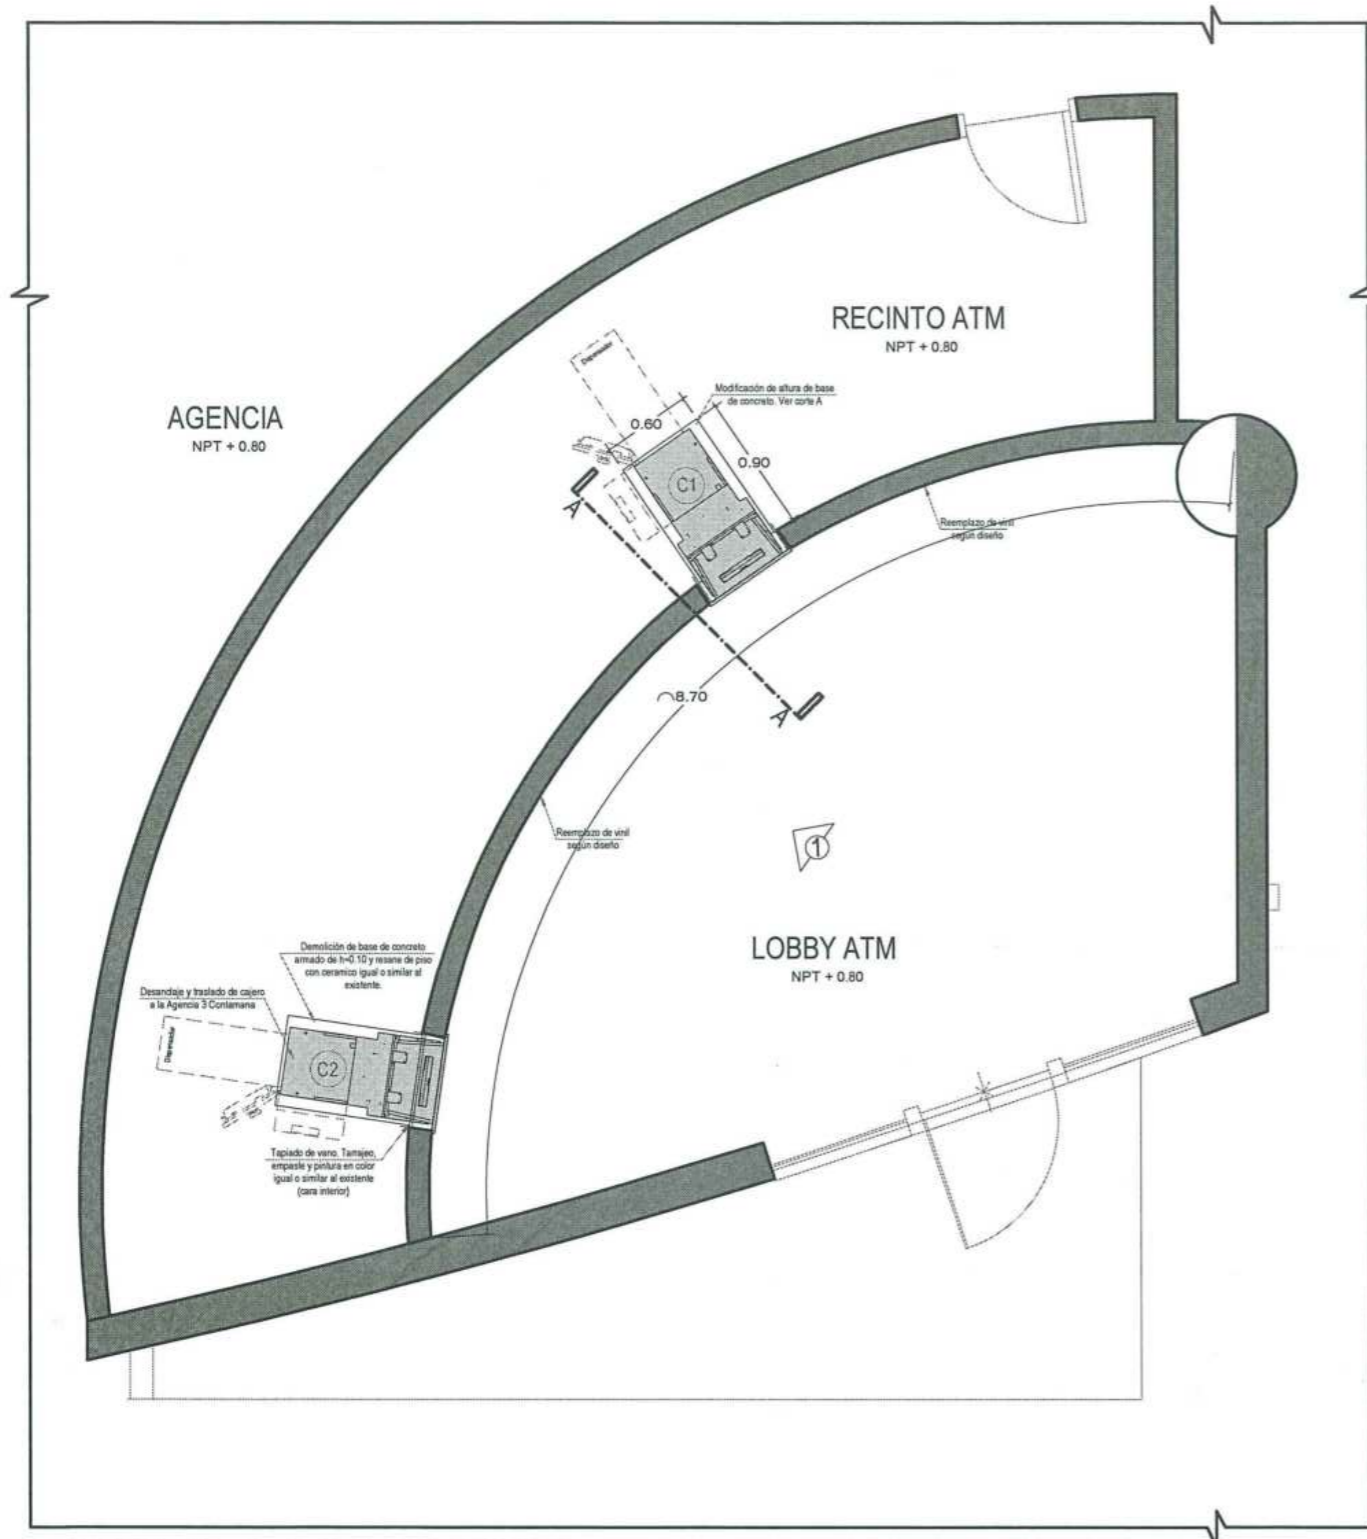 RECINTO ATM
NPT + 0.80
Dispensador
Modificación de altura de base
de concreto. Ver corte A
0.60
0.90
AGENCIA
NPT + 0.80
C1
A
Reemplazo de vinil
según diseño
8.70
A
Reemplazo de vinil
según diseño
1
LOBBY ATM
NPT + 0.80
Demolición de base de concreto
armado de h=0.10 y resane de piso
con ceramico igual o similar al
existente.
Desanclaje y traslado de cajero
a la Agencia 3 Contamana
Dispensador
C2
Tapiado de vano. Tarrajeo,
empaste y pintura en color
igual o similar al existente
(cara interior)